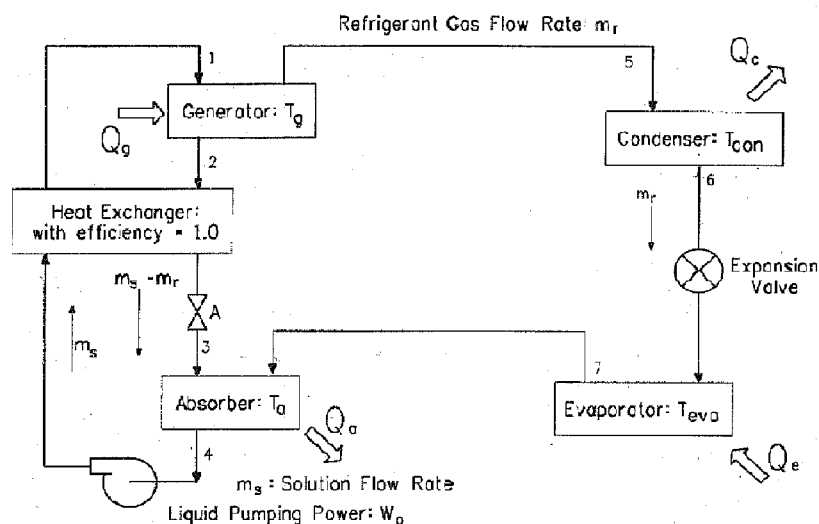 Refrigerant Gas Flow Rate: mr
1
5
Qc
Generator: Tg
Condenser: Tcon
Qg
2
6
mr
Heat Exchanger:
with efficiency = 1.0
ms -mr
Expansion
Valve
A
ms
3
7
Absorber: Ta
Evaporator: Teva
Qa
4
Qe
ms : Solution Flow Rate
Liquid Pumping Power: Wp